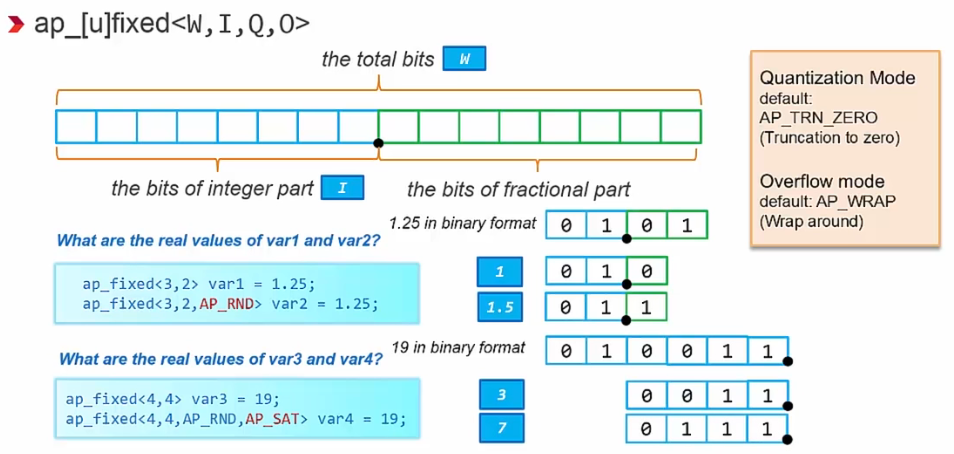 ap_[u]fixed<W,I,Q,O>
the total bits W
the bits of integer part I
the bits of fractional part
Quantization Mode
default:
AP_TRN_ZERO
(Truncation to zero)
Overflow mode
default: AP_WRAP
(Wrap around)
1.25 in binary format 0 1 0 1
What are the real values of var1 and var2?
ap_fixed<3,2> var1 = 1.25;
ap_fixed<3,2,AP_RND> var2 = 1.25;
1 0 1 0
1.5 0 1 1
19 in binary format 0 1 0 0 1 1
What are the real values of var3 and var4?
ap_fixed<4,4> var3 = 19;
ap_fixed<4,4,AP_RND,AP_SAT> var4 = 19;
3 0 0 1 1
7 0 1 1 1